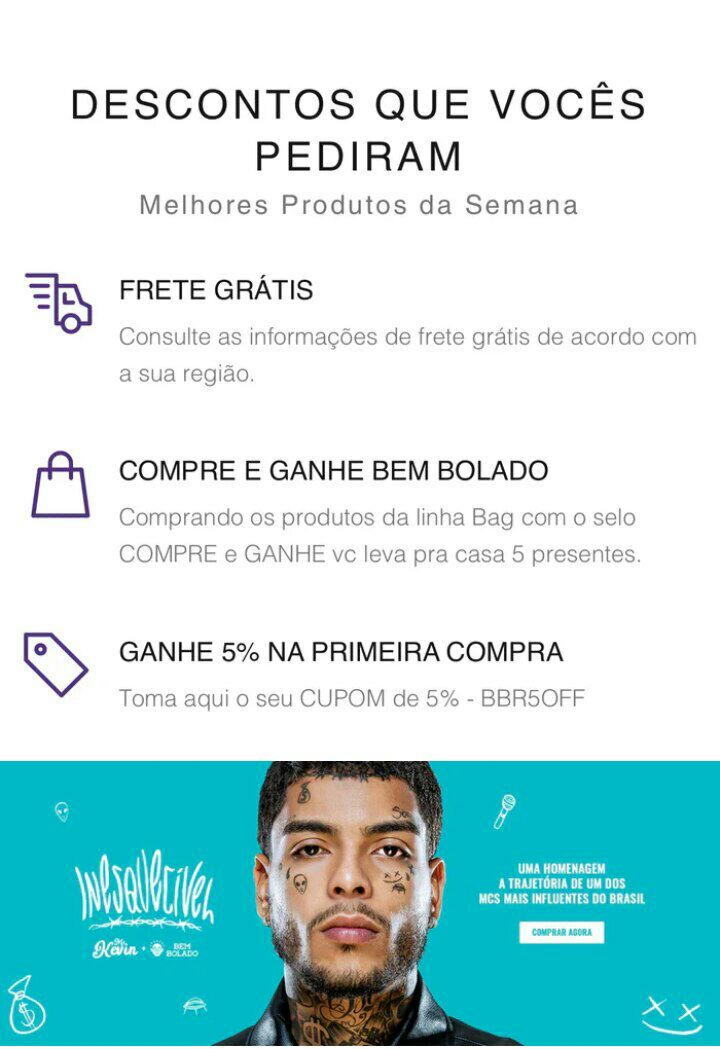 DESCONTOS QUE VOCÊS
PEDIRAM
Melhores Produtos da Semana
FRETE GRÁTIS
Consulte as informações de frete grátis de acordo com
a sua região.
COMPRE E GANHE BEM BOLADO
Comprando os produtos da linha Bag com o selo
COMPRE e GANHE vc leva pra casa 5 presentes.
GANHE 5% NA PRIMEIRA COMPRA
Toma aqui o seu CUPOM de 5% - BBR5OFF
Inesquecível
Mc Kevin + BEM BOLADO
UMA HOMENAGEM
A TRAJETÓRIA DE UM DOS
MCS MAIS INFLUENTES DO BRASIL
COMPRAR AGORA